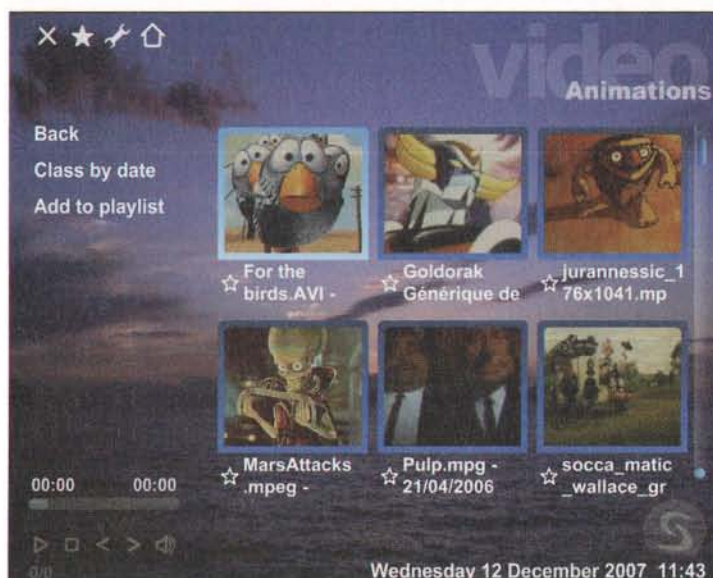 video
Animations
Back
Class by date
Add to playlist
For the
birds.AVI -
Goldorak
Générique de
jurannessic_1
76x1041.mp
MarsAttacks
.mpeg -
Pulp.mpg -
21/04/2006
socca_matic
_wallace_gr
00:00 00:00
0/0
Wednesday 12 December 2007 11:43